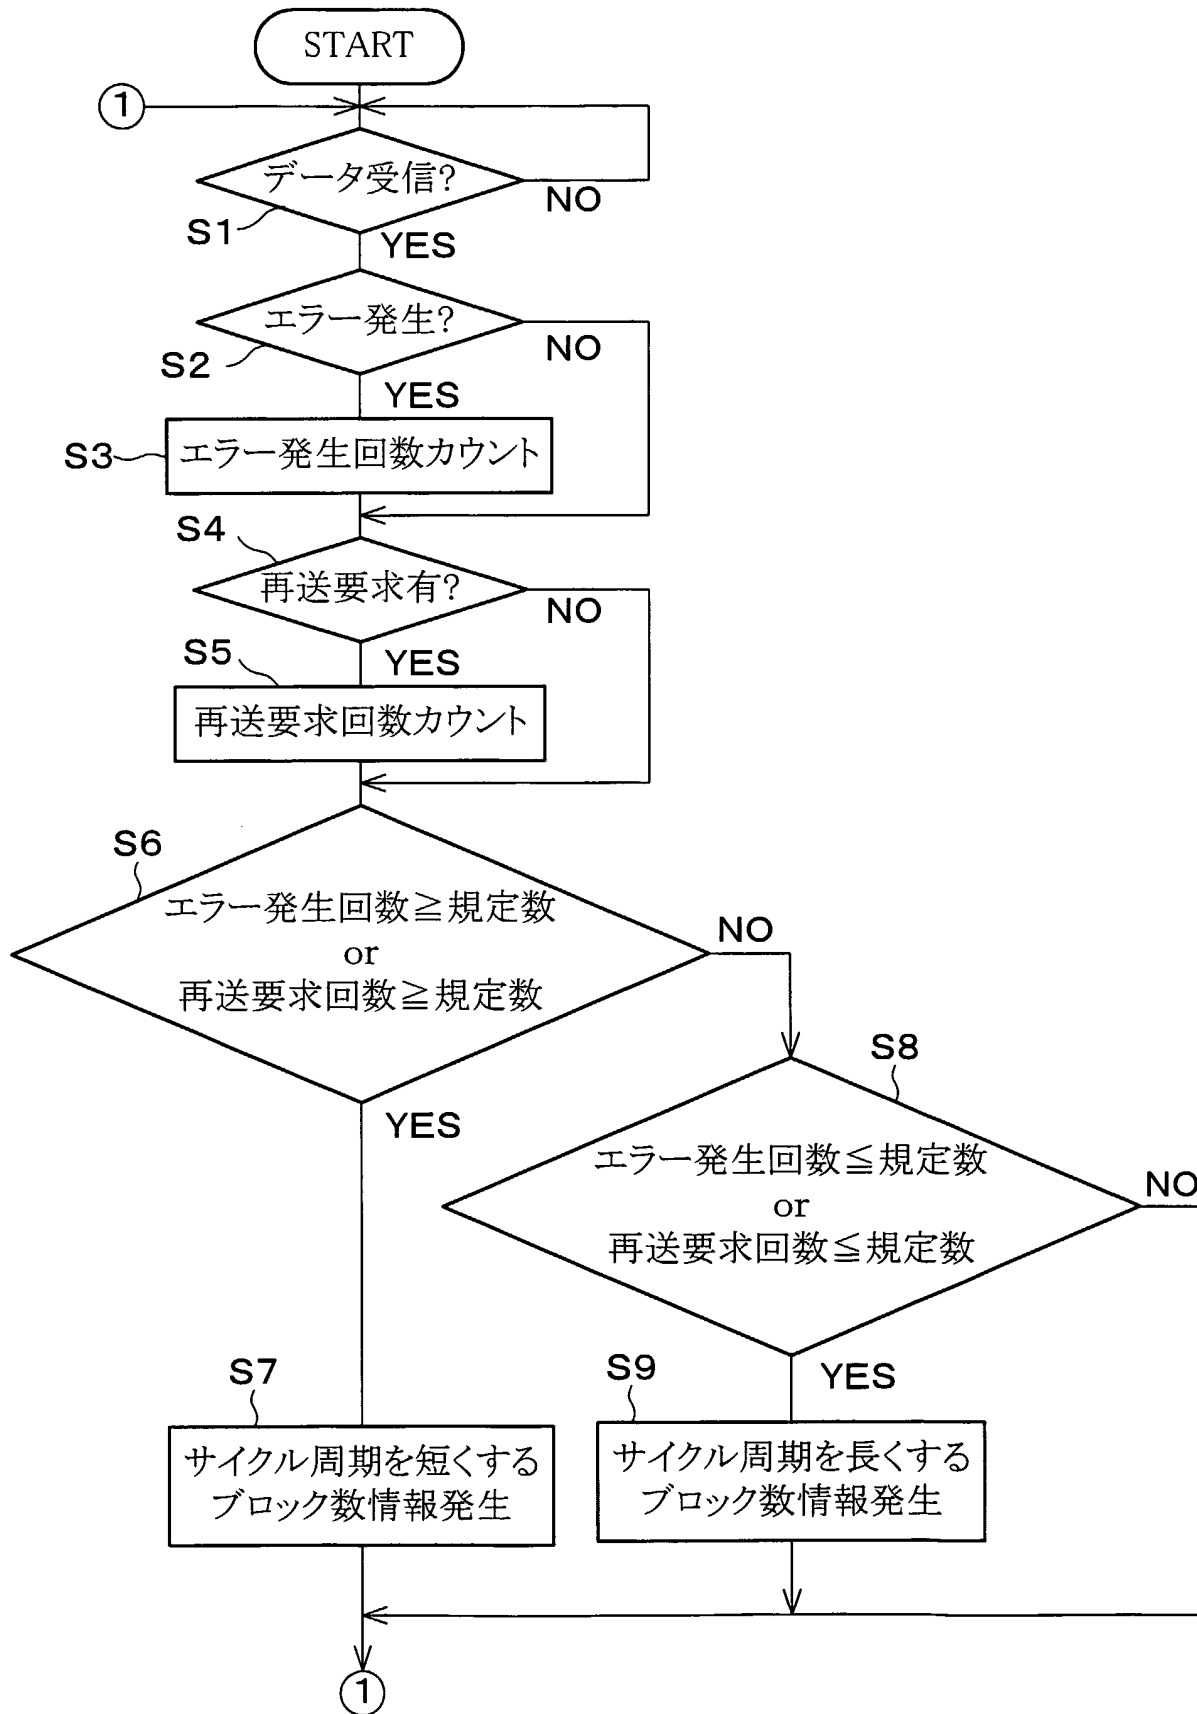 START
①
データ受信?
NO
S1
YES
エラー発生?
NO
S2
YES
S3
エラー発生回数カウント
S4
再送要求有?
NO
S5
YES
再送要求回数カウント
S6
エラー発生回数≧規定数
or
再送要求回数≧規定数
NO
YES
S8
エラー発生回数≦規定数
or
再送要求回数≦規定数
NO
YES
S7
サイクル周期を短くする
ブロック数情報発生
S9
サイクル周期を長くする
ブロック数情報発生
①